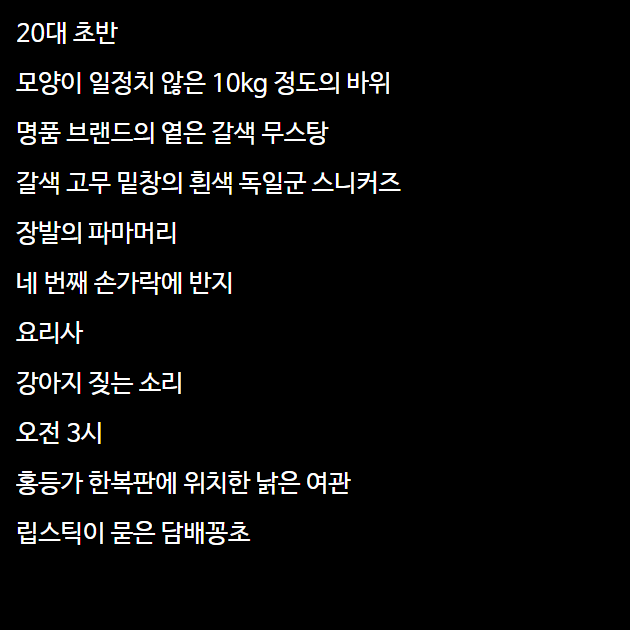 20대 초반
모양이 일정치 않은 10kg 정도의 바위
명품 브랜드의 옅은 갈색 무스탕
갈색 고무 밑창의 흰색 독일군 스니커즈
장발의 파마머리
네 번째 손가락에 반지
요리사
강아지 짖는 소리
오전 3시
홍등가 한복판에 위치한 낡은 여관
립스틱이 묻은 담배꽁초